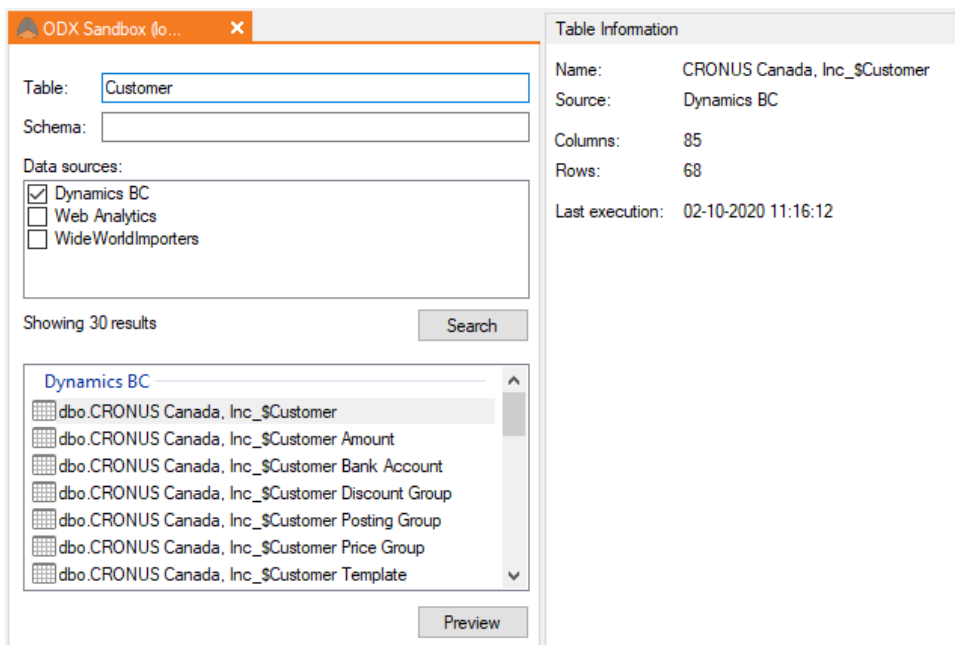 ODX Sandbox (lo...
Table: Customer
Schema:
Data sources:
Dynamics BC
Web Analytics
WideWorldImporters
Showing 30 results
Search
Dynamics BC
dbo.CRONUS Canada, Inc_$Customer
dbo.CRONUS Canada, Inc_$Customer Amount
dbo.CRONUS Canada, Inc_$Customer Bank Account
dbo.CRONUS Canada, Inc_$Customer Discount Group
dbo.CRONUS Canada, Inc_$Customer Posting Group
dbo.CRONUS Canada, Inc_$Customer Price Group
dbo.CRONUS Canada, Inc_$Customer Template
Preview
Table Information
Name: CRONUS Canada, Inc_$Customer
Source: Dynamics BC
Columns: 85
Rows: 68
Last execution: 02-10-2020 11:16:12